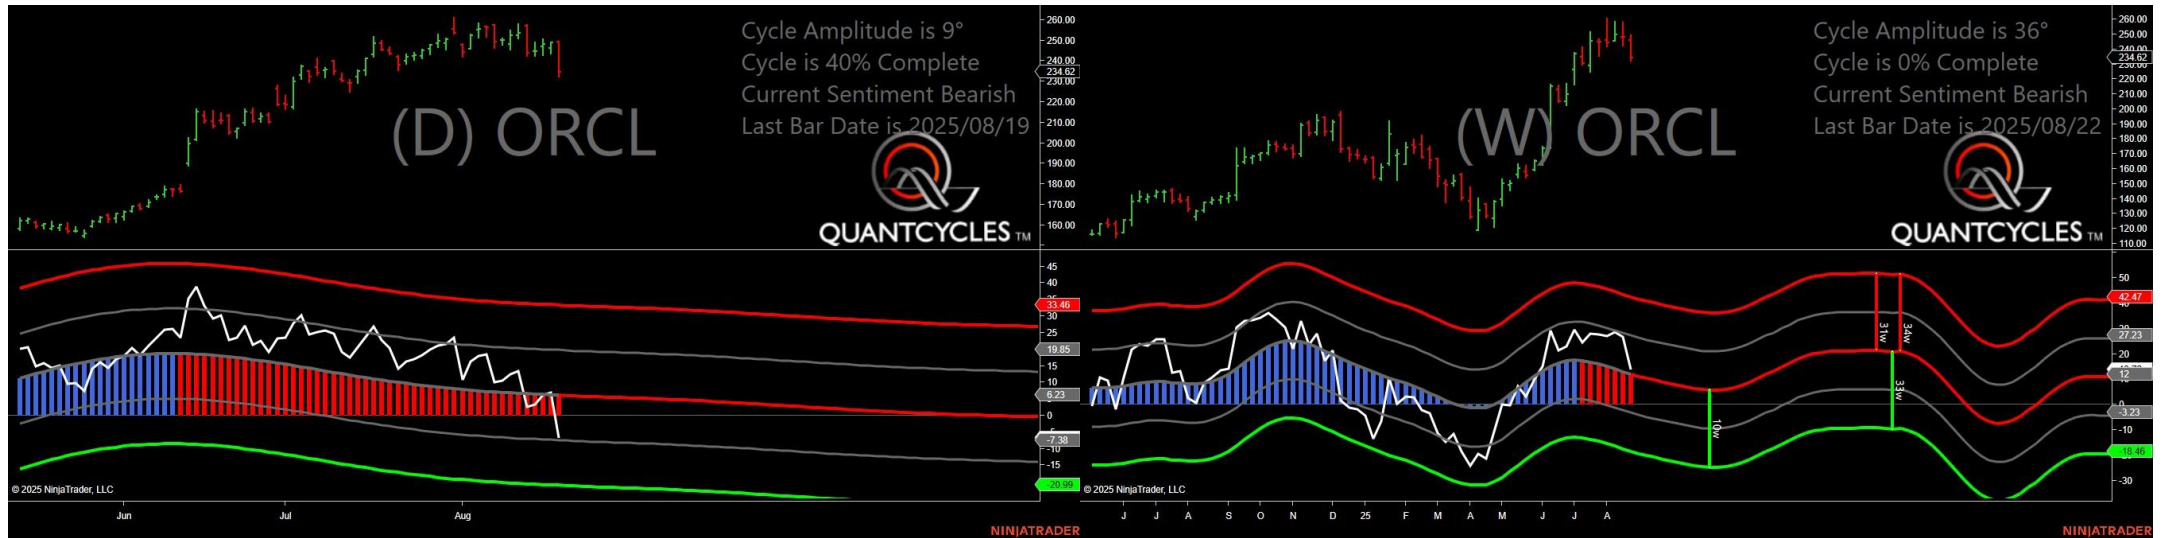 (D) ORCL
Cycle Amplitude is 9°
Cycle is 40% Complete
Current Sentiment Bearish
Last Bar Date is 2025/08/19
QUANTCYCLES TM
260.00
250.00
240.00
234.62
230.00
220.00
210.00
200.00
190.00
180.00
170.00
160.00
45
40
33.46
30
25
19.85
15
10
6.23
0
-7.38
-10
-15
-20.99
© 2025 NinjaTrader, LLC
Jun
Jul
Aug
NINJATRADER
(W) ORCL
Cycle Amplitude is 36°
Cycle is 0% Complete
Current Sentiment Bearish
Last Bar Date is 2025/08/22
QUANTCYCLES TM
260.00
250.00
240.00
234.62
230.00
220.00
210.00
200.00
190.00
180.00
170.00
160.00
150.00
140.00
130.00
120.00
110.00
31w
34w
33w
10w
50
42.47
27.23
20
12
0
-3.23
-10
-18.46
-30
© 2025 NinjaTrader, LLC
J J A S O N D 25 F M A M J J A
NINJATRADER